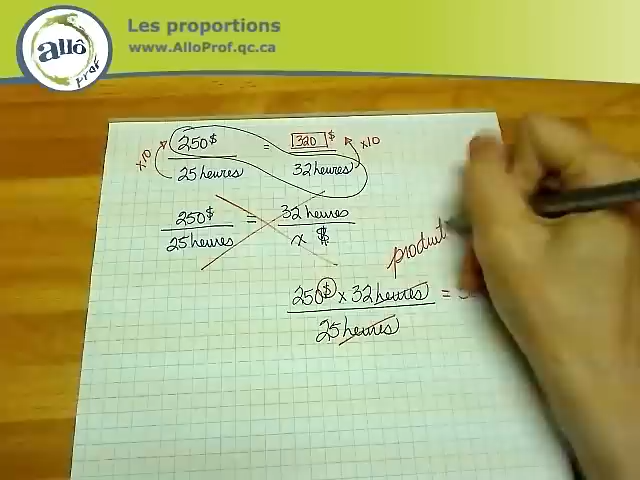 allô
prof
Les proportions
www.AlloProf.qc.ca
250$ = 320 $
x10 x10
25 heures 32 heures
250$ = 32 heures
25 heures x $
produit
250$ x 32 heures =
25 heures